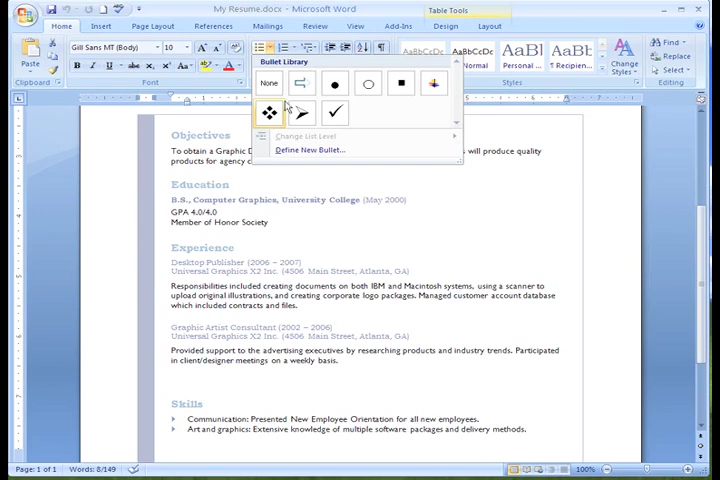 My Resume.docx - Microsoft Word
Table Tools
Home Insert Page Layout References Mailings Review View Add-Ins Design Layout
Gill Sans MT (Body) 10
AaBbCcDc AaBbCc AaBbCcDc
Find
Replace
Select
Paste
Personal ... ¶ Recipien...
Change
Styles
B I U
Clipboard Font Styles Editing
Bullet Library
None
Change List Level
Define New Bullet...
Objectives
To obtain a Graphic D
s will produce quality
products for agency c
Education
B.S., Computer Graphics, University College (May 2000)
GPA 4.0/4.0
Member of Honor Society
Experience
Desktop Publisher (2006 – 2007)
Universal Graphics X2 Inc. (4506 Main Street, Atlanta, GA)
Responsibilities included creating documents on both IBM and Macintosh systems, using a scanner to
upload original illustrations, and creating corporate logo packages. Managed customer account database
which included contracts and files.
Graphic Artist Consultant (2002 – 2006)
Universal Graphics X2 Inc. (4506 Main Street, Atlanta, GA)
Provided support to the advertising executives by researching products and industry trends. Participated
in client/designer meetings on a weekly basis.
Skills
Communication: Presented New Employee Orientation for all new employees.
Art and graphics: Extensive knowledge of multiple software packages and delivery methods.
Page: 1 of 1 Words: 8/149 100%